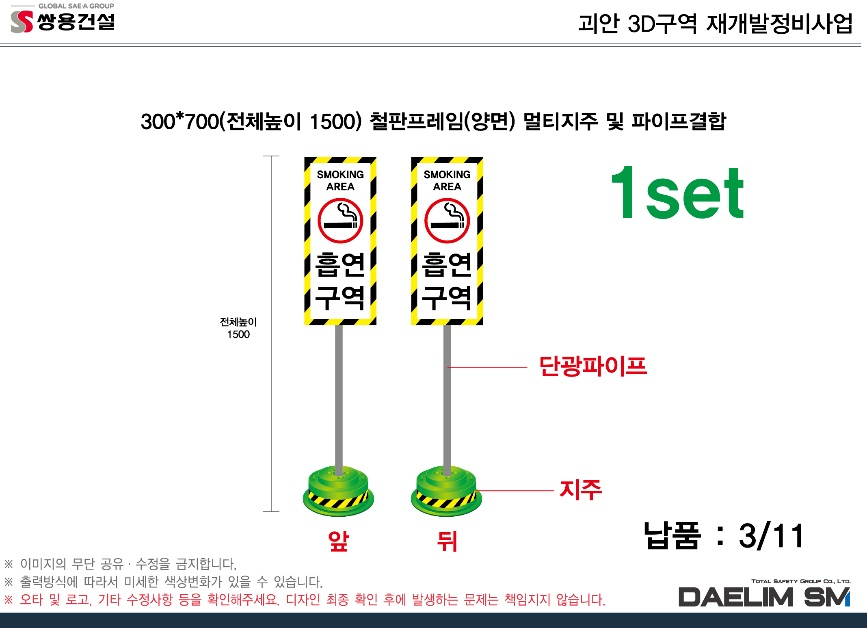 GLOBAL SAE A GROUP
쌍용건설
괴안 3D구역 재개발정비사업
300*700(전체높이 1500) 철판프레임(양면) 멀티지주 및 파이프결합
1set
SMOKING
AREA
흡연
구역
SMOKING
AREA
흡연
구역
전체높이
1500
단광파이프
지주
앞
뒤
납품 : 3/11
※ 이미지의 무단 공유·수정을 금지합니다.
※ 출력방식에 따라서 미세한 색상변화가 있을 수 있습니다.
※ 오타 및 로고, 기타 수정사항 등을 확인해주세요. 디자인 최종 확인 후에 발생하는 문제는 책임지지 않습니다.
TOTAL SAFETY GROUP CO., LTD.
DAELIM SM